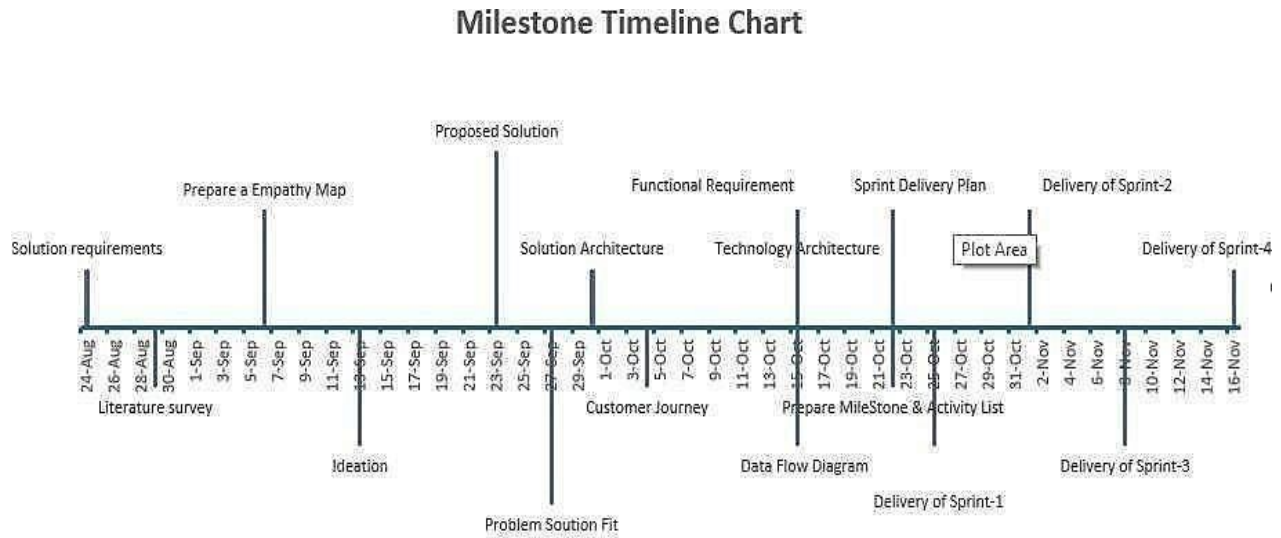 Milestone Timeline Chart
Proposed Solution
Prepare a Empathy Map
Functional Requirement
Sprint Delivery Plan
Delivery of Sprint-2
Solution requirements
Solution Architecture
Technology Architecture
Plot Area
Delivery of Sprint-4
24-Aug
26-Aug
28-Aug
30-Aug
1-Sep
3-Sep
5-Sep
7-Sep
9-Sep
11-Sep
13-Sep
15-Sep
17-Sep
19-Sep
21-Sep
23-Sep
25-Sep
27-Sep
29-Sep
1-Oct
3-Oct
5-Oct
7-Oct
9-Oct
11-Oct
13-Oct
15-Oct
17-Oct
19-Oct
21-Oct
23-Oct
25-Oct
27-Oct
29-Oct
31-Oct
2-Nov
4-Nov
6-Nov
8-Nov
10-Nov
12-Nov
14-Nov
16-Nov
Literature survey
Customer Journey
Prepare MileStone & Activity List
Ideation
Data Flow Diagram
Delivery of Sprint-3
Delivery of Sprint-1
Problem Soution Fit